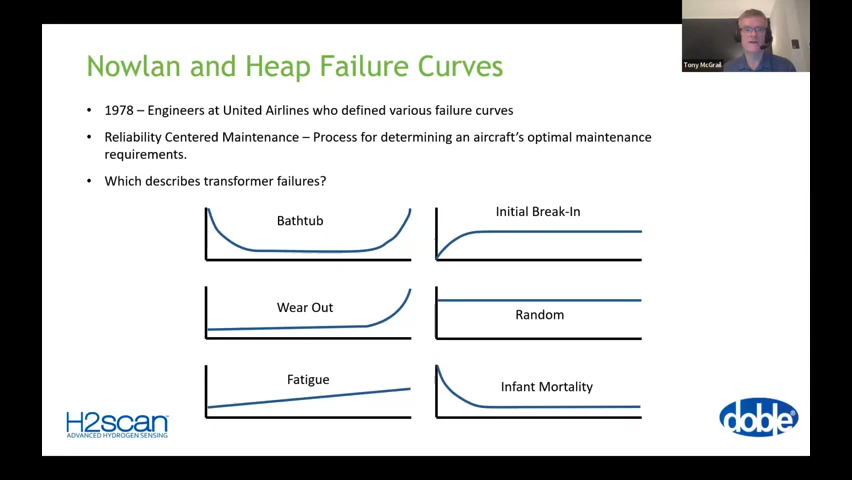 Nowlan and Heap Failure Curves
• 1978 – Engineers at United Airlines who defined various failure curves
• Reliability Centered Maintenance – Process for determining an aircraft's optimal maintenance
requirements.
• Which describes transformer failures?
Bathtub
Initial Break-In
Wear Out
Random
Fatigue
Infant Mortality
H2scan
ADVANCED HYDROGEN SENSING
doble
Tony McGrail